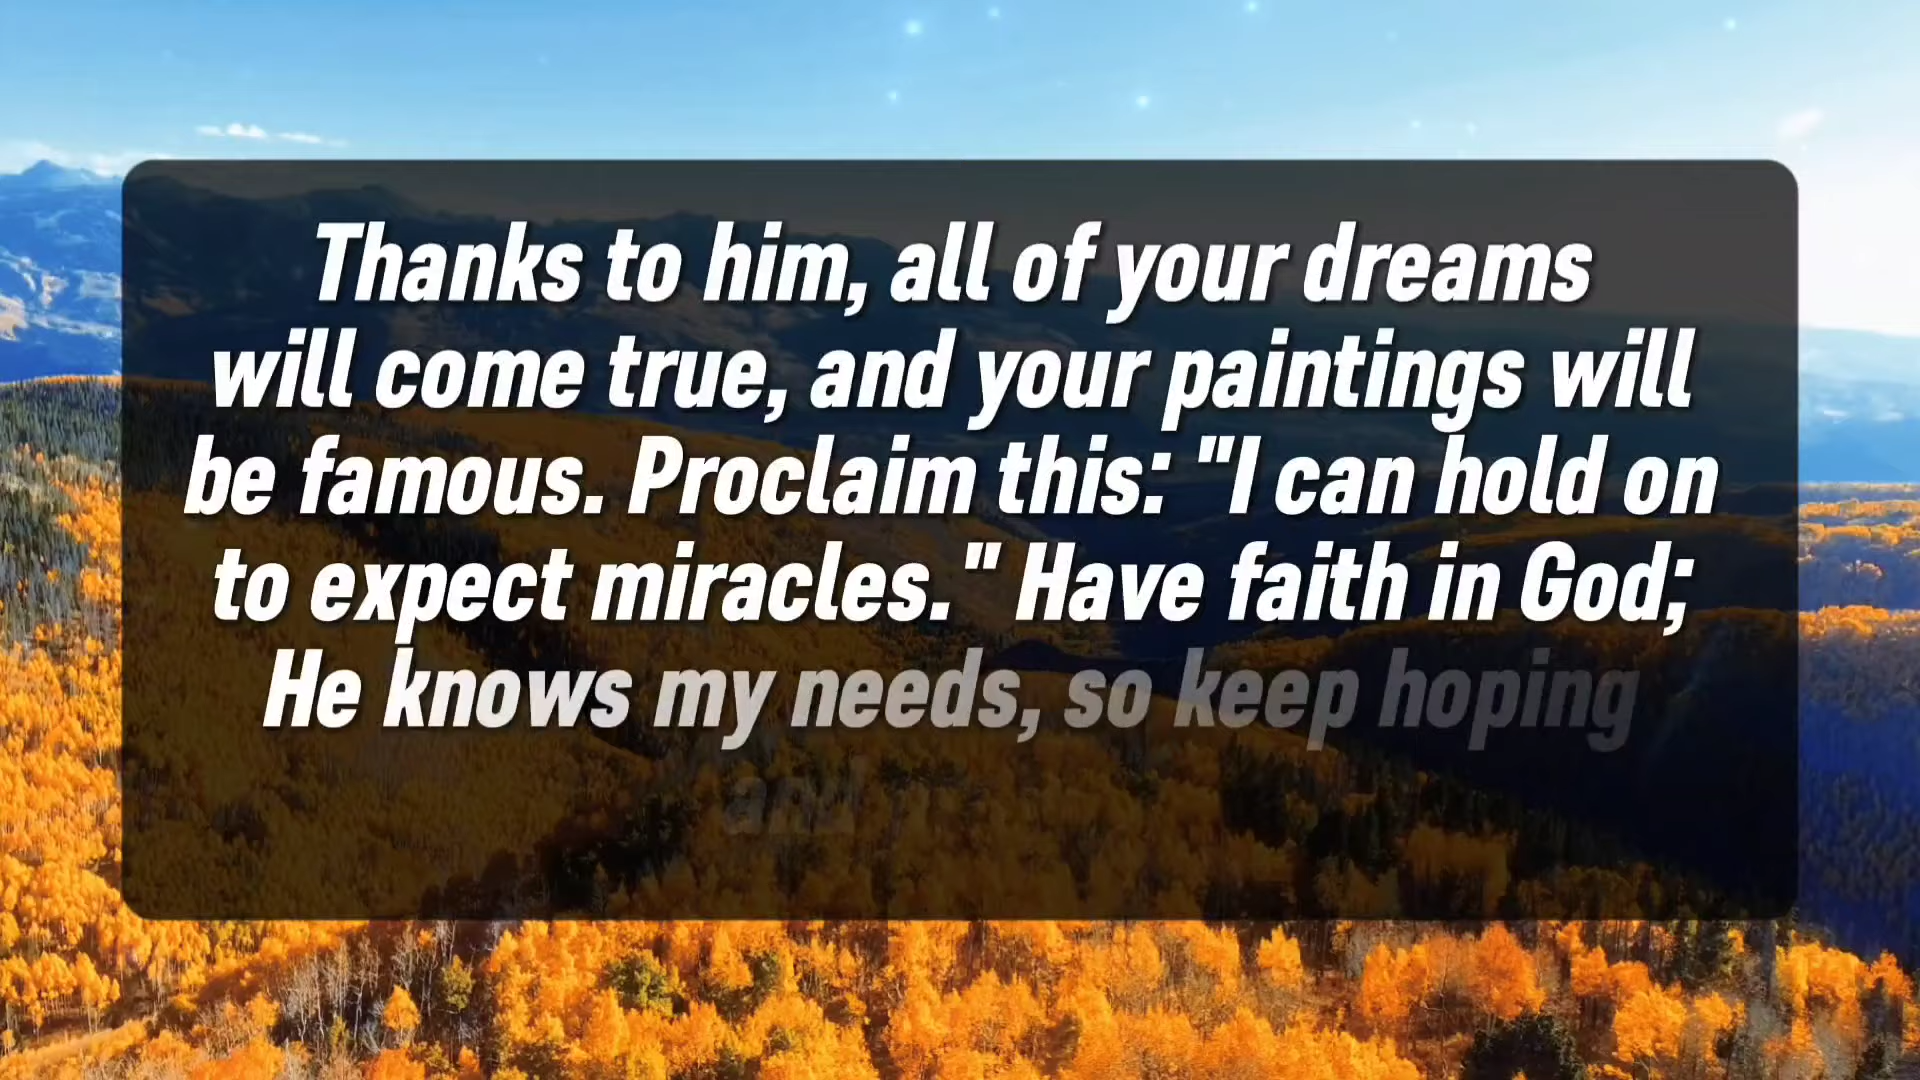 Thanks to him, all of your dreams
will come true, and your paintings will
be famous. Proclaim this: "I can hold on
to expect miracles." Have faith in God;
He knows my needs, so keep hoping
and